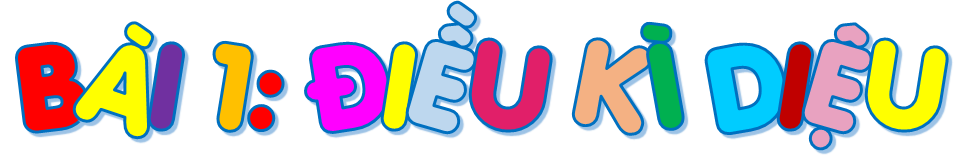 BÀI 1: ĐIỀU KÌ DIỆU